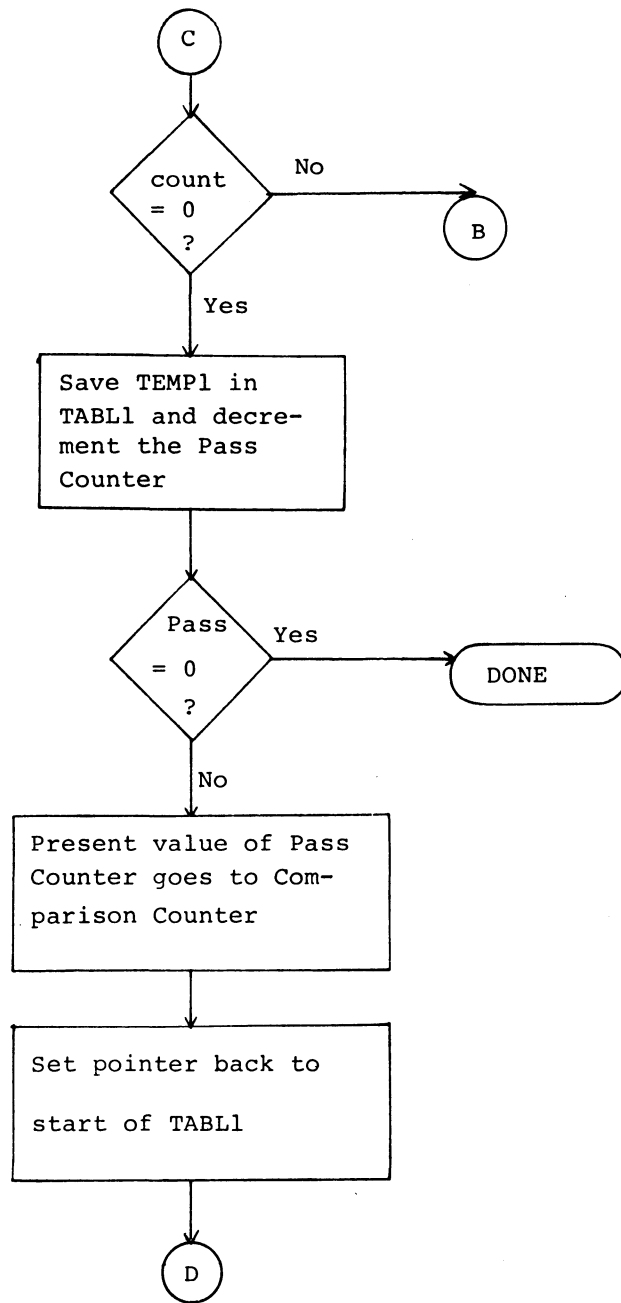 C
count
= 0
?
No
B
Yes
Save TEMP1 in
TABL1 and decre-
ment the Pass
Counter
Pass
= 0
?
Yes
DONE
No
Present value of Pass
Counter goes to Com-
parison Counter
Set pointer back to
start of TABL1
D